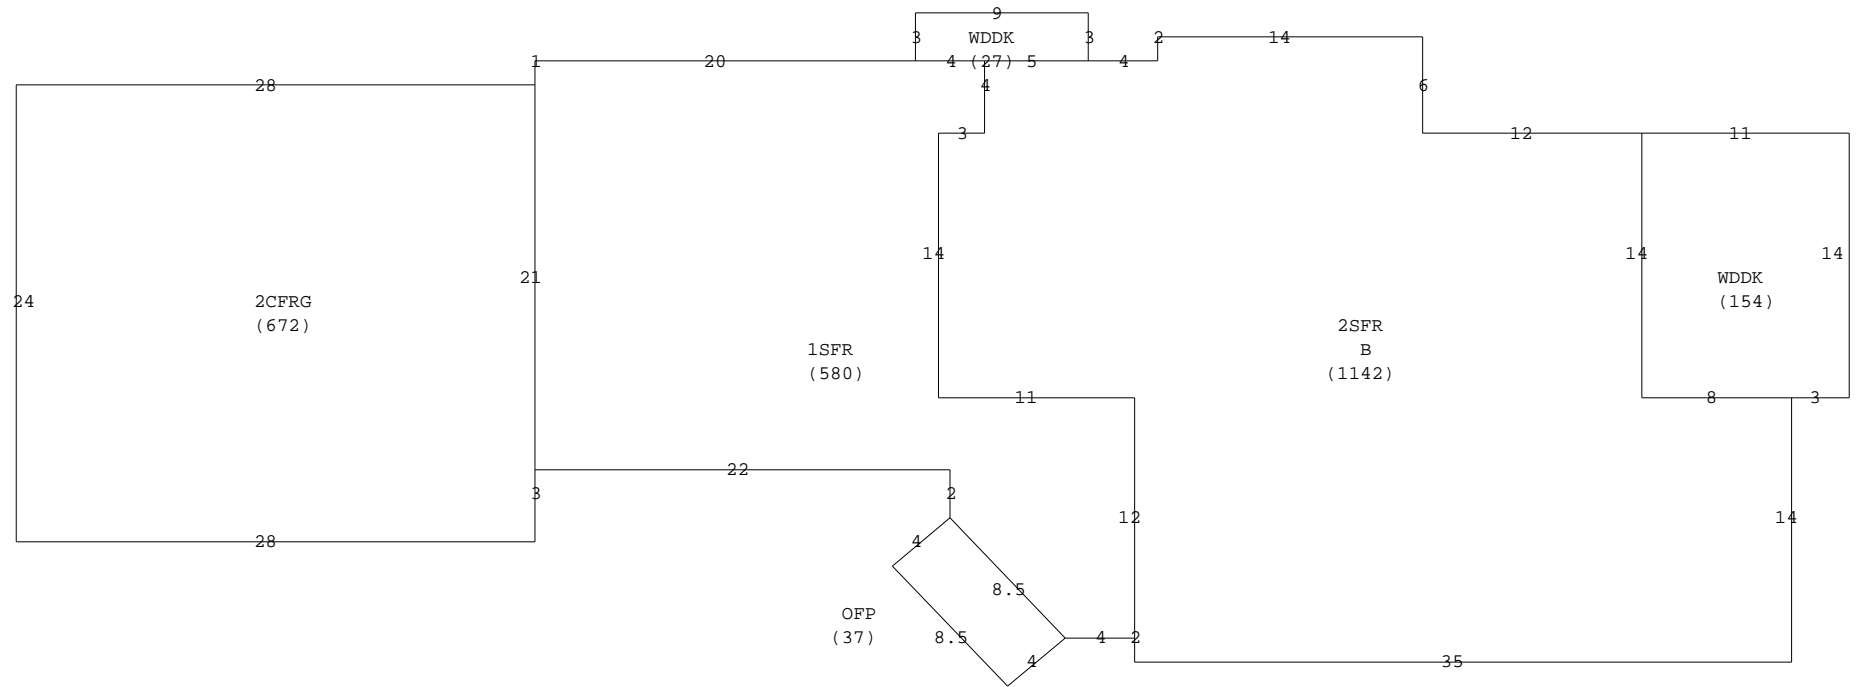 9
3 WDDK 3 2 14
1 20 4 (27) 5 4
28 4 6
3 12 11
14 14 14
21 WDDK
24 2CFRG (154)
(672) 2SFR
1SFR B
(580) (1142)
11 8 3
22
3 2
12 14
28 4
8.5
OFP
(37) 8.5 4 2
4 35